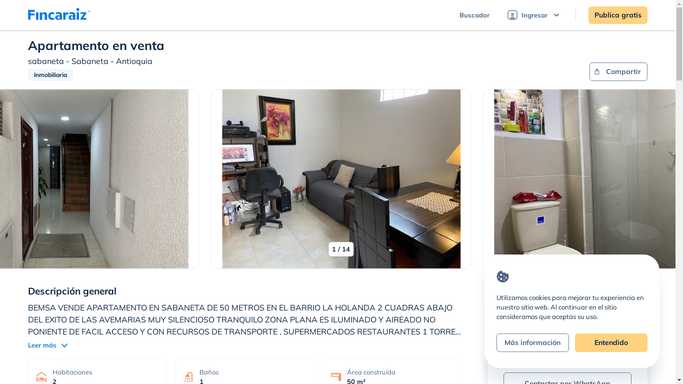 Fincaraiz
Buscador
Ingresar
Publica gratis
Apartamento en venta
sabaneta - Sabaneta - Antioquia
Inmobiliaria
Compartir
1 / 14
Descripción general
BEMSA VENDE APARTAMENTO EN SABANETA DE 50 METROS EN EL BARRIO LA HOLANDA 2 CUADRAS ABAJO
DEL EXITO DE LAS AVEMARIAS MUY SILENCIOSO TRANQUILO ZONA PLANA ES ILUMINADO Y AIREADO NO
PONIENTE DE FACIL ACCESO Y CON RECURSOS DE TRANSPORTE , SUPERMERCADOS RESTAURANTES 1 TORRE...
Leer más
Habitaciones
2
Baños
1
Área construida
50 m²
Utilizamos cookies para mejorar tu experiencia en
nuestro sitio web. Al continuar en el sitio
consideramos que aceptas su uso.
Más información
Entendido
Contactar por WhatsApp